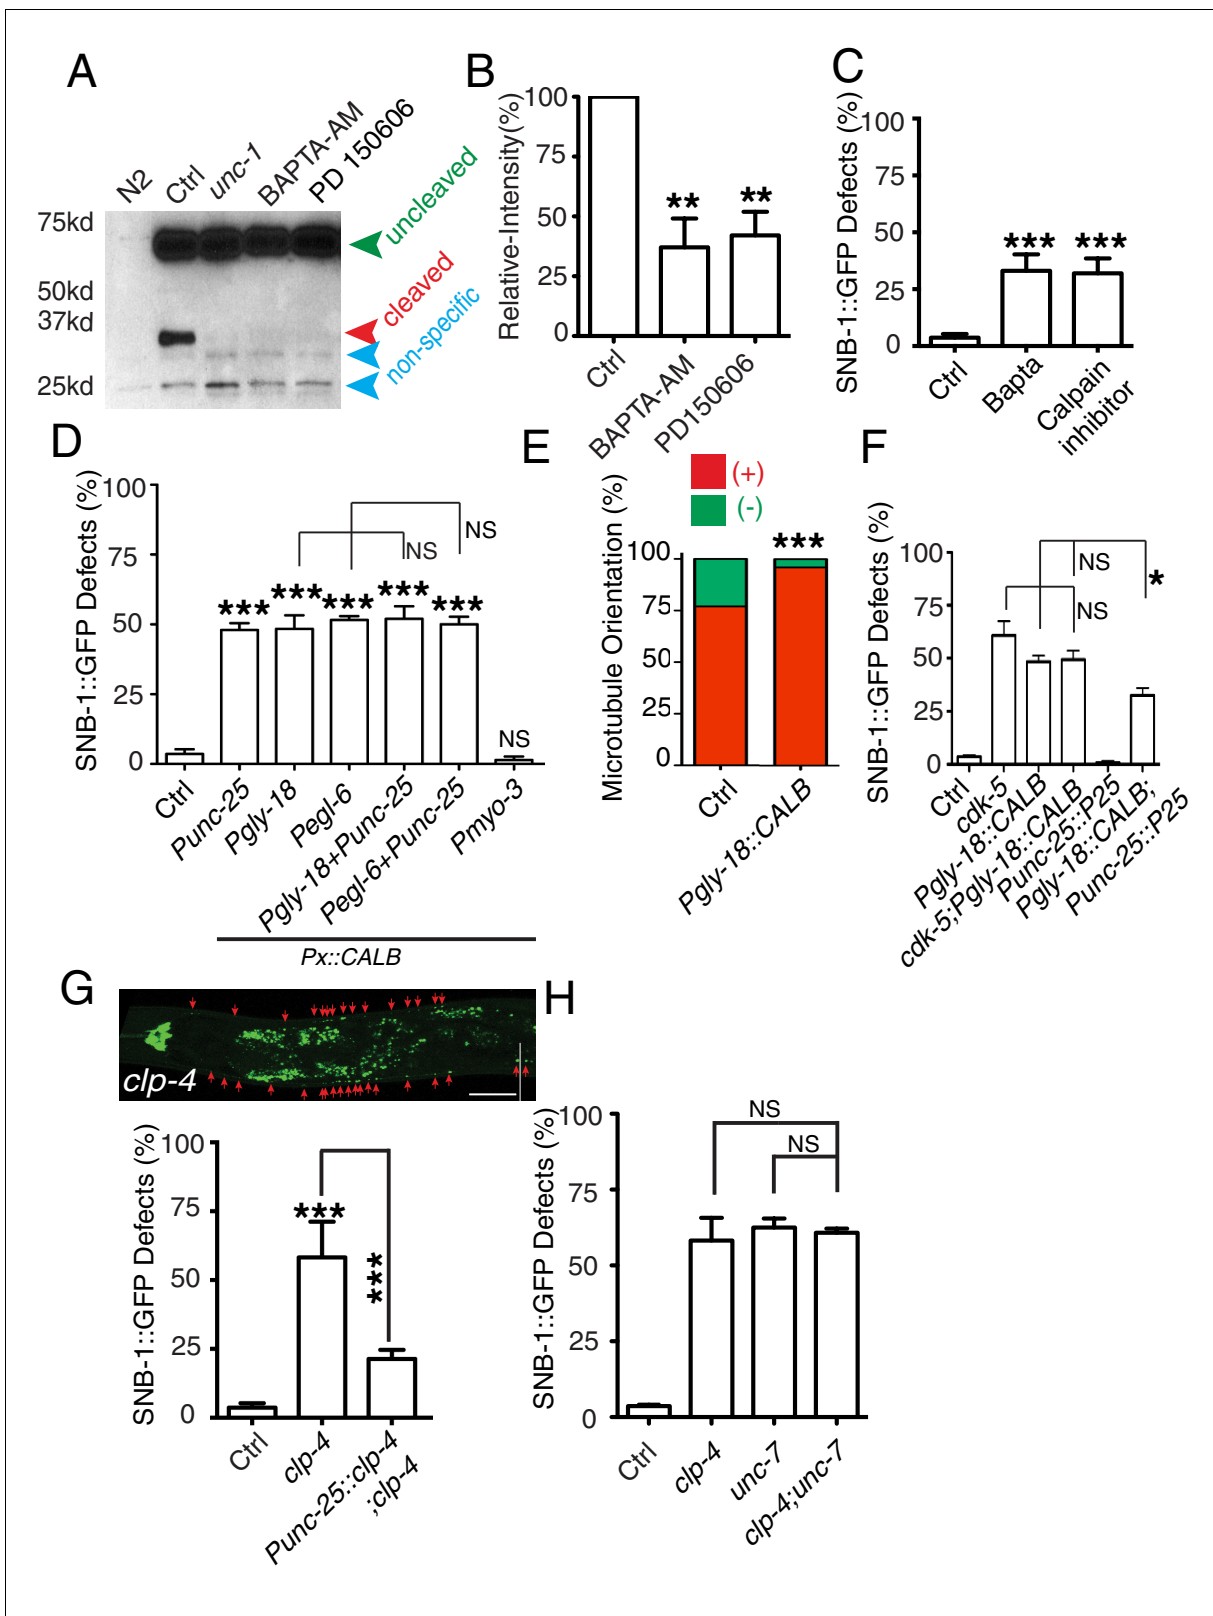 A
N2
Ctrl
unc-1
BAPTA-AM
PD 150606
75kd
50kd
37kd
25kd
uncleaved
cleaved
non-specific
B
Relative-Intensity(%)
100
75
50
25
0
**
**
Ctrl
BAPTA-AM
PD150606
C
SNB-1::GFP Defects (%)
100
75
50
25
0
***
***
Ctrl
Bapta
Calpain
inhibitor
D
SNB-1::GFP Defects (%)
100
75
50
25
0
***
***
***
***
***
NS
NS
NS
Ctrl
Punc-25
Pgly-18
Pegl-6
Pgly-18+Punc-25
Pegl-6+Punc-25
Pmyo-3
Px::CALB
E
(+)
(-)
Microtubule Orientation (%)
100
75
50
25
0
***
Ctrl
Pgly-18::CALB
F
SNB-1::GFP Defects (%)
100
75
50
25
0
NS
NS
*
Ctrl
cdk-5
Pgly-18::CALB
cdk-5;Pgly-18::CALB
Punc-25::P25
Pgly-18::CALB;
Punc-25::P25
G
clp-4
SNB-1::GFP Defects (%)
100
75
50
25
0
***
***
Ctrl
clp-4
Punc-25::clp-4
;clp-4
H
SNB-1::GFP Defects (%)
100
75
50
25
0
NS
NS
Ctrl
clp-4
unc-7
clp-4;unc-7